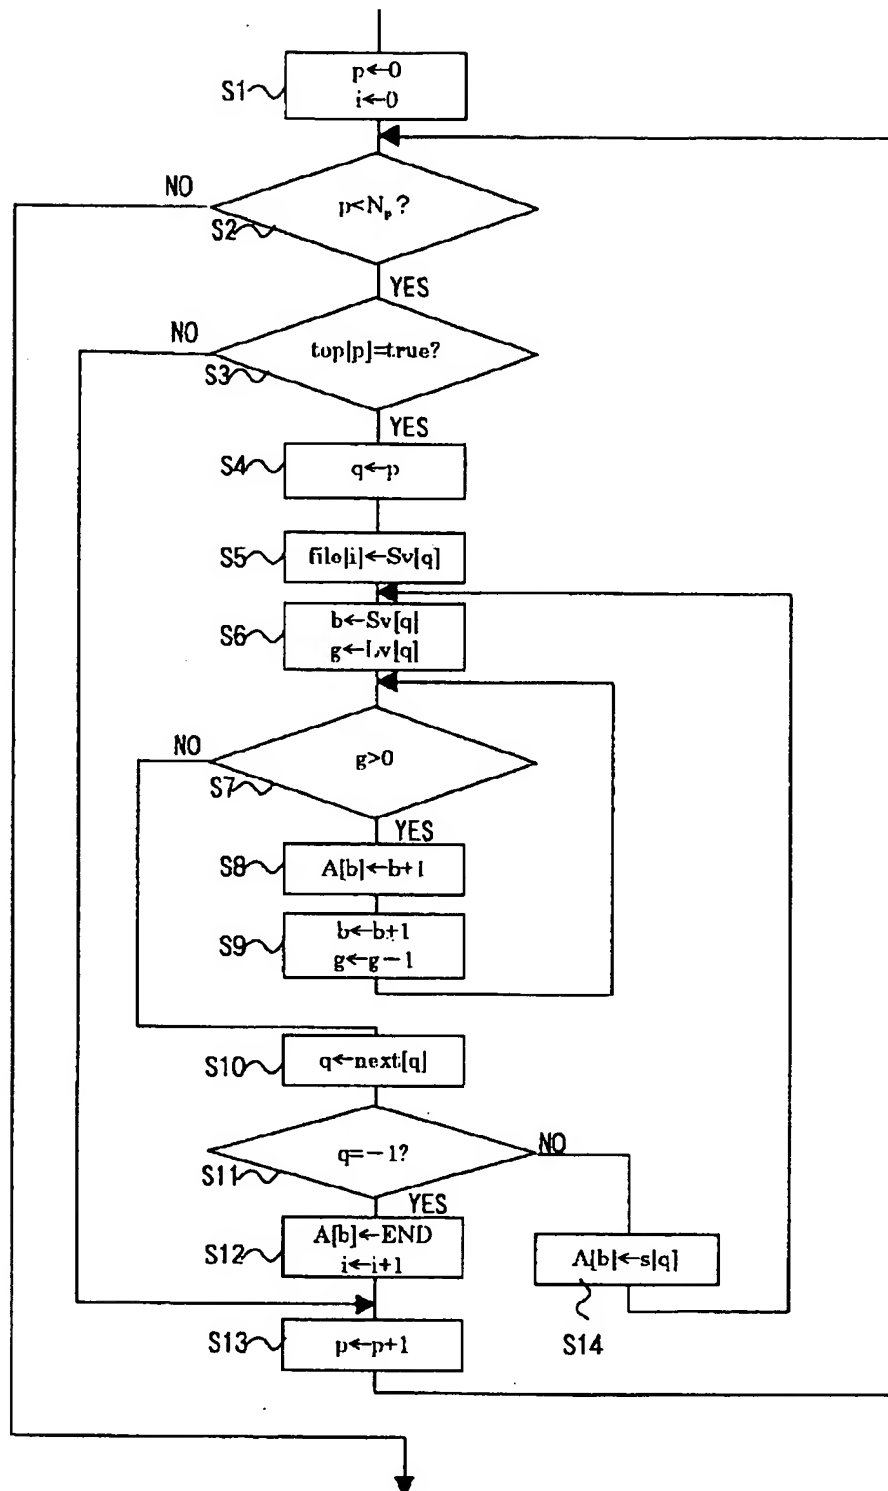 S1
p←0
i←0
NO
p<Nₚ?
S2
YES
NO
top[p]=true?
S3
YES
S4
q←p
S5
file[i]←Sv[q]
S6
b←Sv[q]
g←Lv[q]
NO
g>0
S7
YES
S8
A[b]←b+1
S9
b←b+1
g←g-1
S10
q←next[q]
q=-1?
NO
S11
YES
S12
A[b]←END
i←i+1
A[b]←s[q]
S13
p←p+1
S14